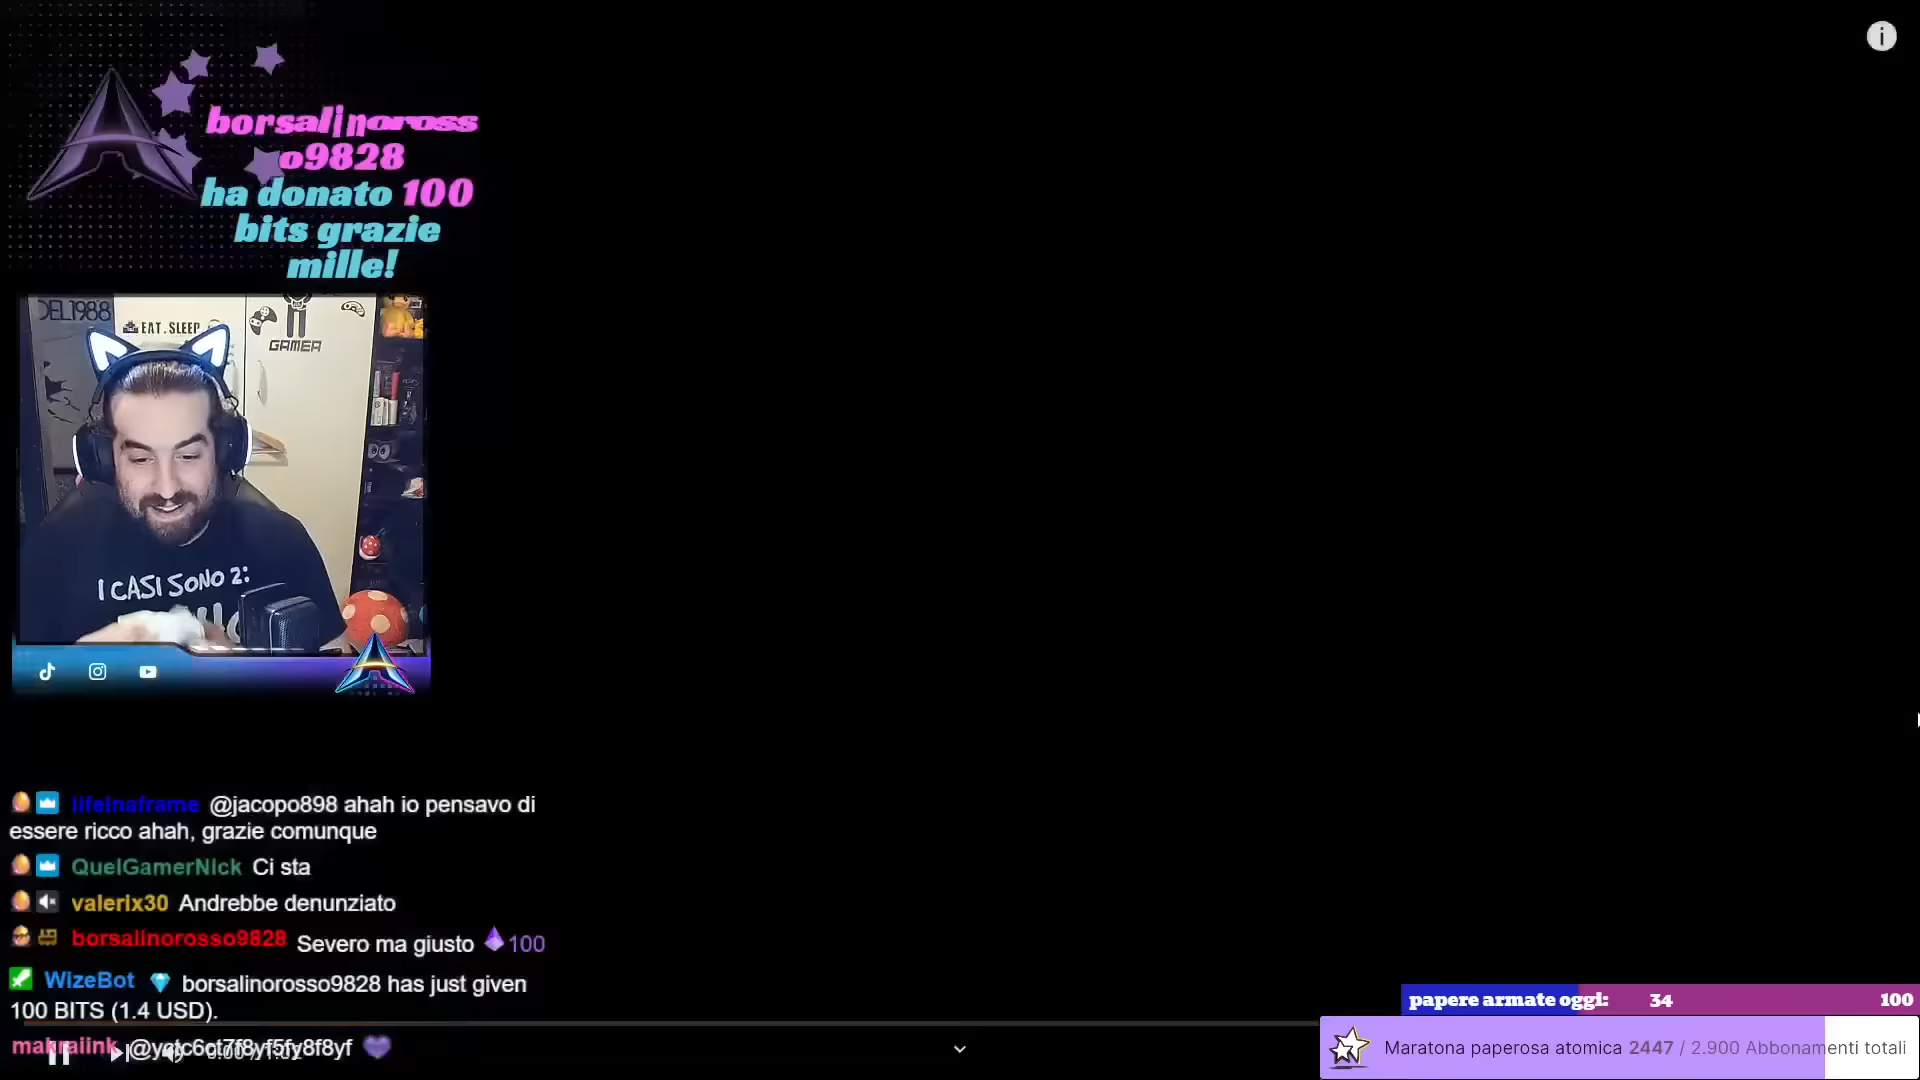 borsalinoross
o9828
ha donato 100
bits grazie
mille!
DEL1988
EAT.SLEEP
GAMER
I CASI SONO 2:
lifeinaframe @jacopo898 ahah io pensavo di
essere ricco ahah, grazie comunque
QuelGamerNick Ci sta
valerix30 Andrebbe denunziato
borsalinorosso9828 Severo ma giusto 100
WizeBot borsalinorosso9828 has just given
100 BITS (1.4 USD).
makraiink
papere armate oggi: 34 100
Maratona paperosa atomica 2447 / 2.900 Abbonamenti totali